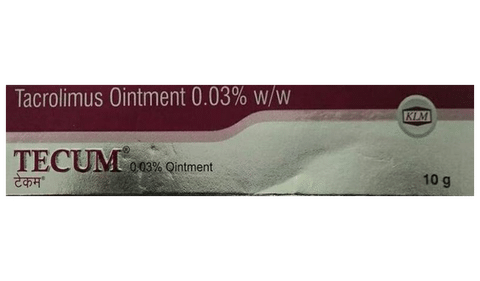 Tacrolimus Ointment 0.03% w/w
KLM
TECUM® 0.03% Ointment
टेकम®
10 g